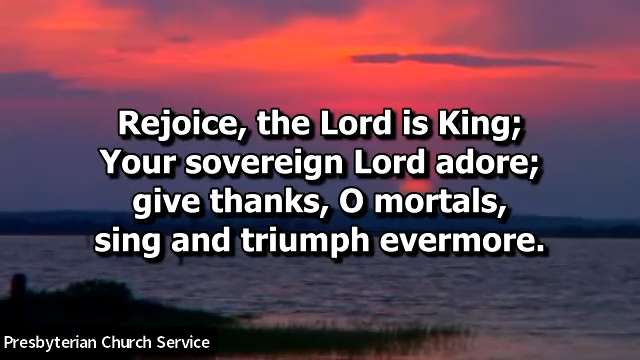 Rejoice, the Lord is King;
Your sovereign Lord adore;
give thanks, O mortals,
sing and triumph evermore.
Presbyterian Church Service